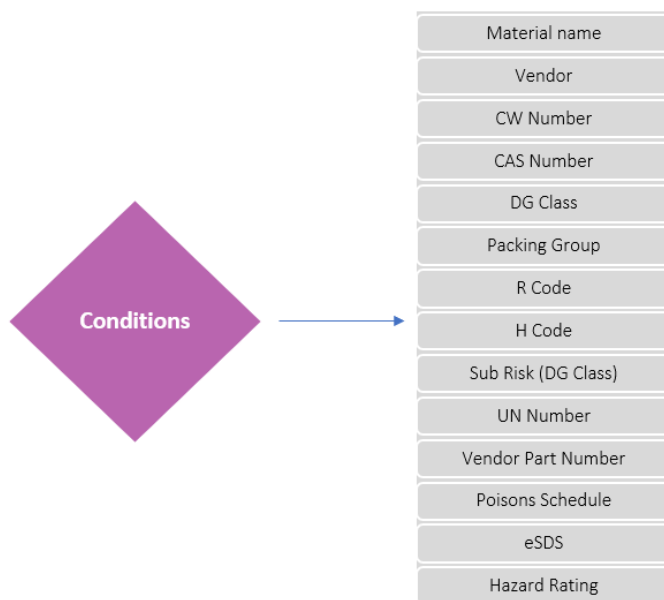 Conditions
Material name
Vendor
CW Number
CAS Number
DG Class
Packing Group
R Code
H Code
Sub Risk (DG Class)
UN Number
Vendor Part Number
Poisons Schedule
eSDS
Hazard Rating